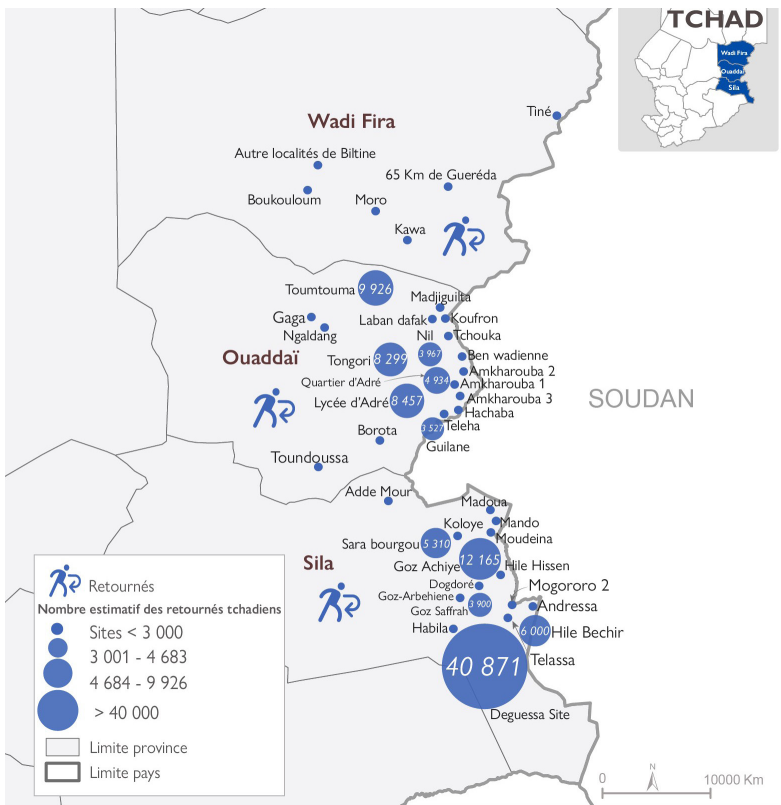 TCHAD
Wadi Fira
Ouaddaï
Sila
Tiné
Wadi Fira
Autre localités de Biltine
65 Km de Gueréda
Boukouloum
Moro
Kawa
Toumtouma
9 926
Madjiguilta
Gaga
Laban dafak
Koufron
Ngaldang
Nil
Tchouka
Ouaddaï
Tongori
8 299
3 967
Ben wadienne
Amkharouba 2
Quartier d'Adré
4 934
Amkharouba 1
SOUDAN
Lycée d'Adré
8 457
Amkharouba 3
Hachaba
Borota
3 527
Teleha
Guilane
Toundoussa
Adde Mour
Madoua
Koloye
Mando
Moudeina
Sara bourgou
5 310
Sila
Goz Achiye
12 165
Hile Hissen
Dogdoré
Mogororo 2
Goz-Arbehiene
Goz Saffrah
3 900
Andressa
Habila
6 000
Hile Bechir
40 871
Telassa
Deguessa Site
Retournés
Nombre estimatif des retournés tchadiens
Sites < 3 000
3 001 - 4 683
4 684 - 9 926
> 40 000
Limite province
Limite pays
N
0
10000 Km